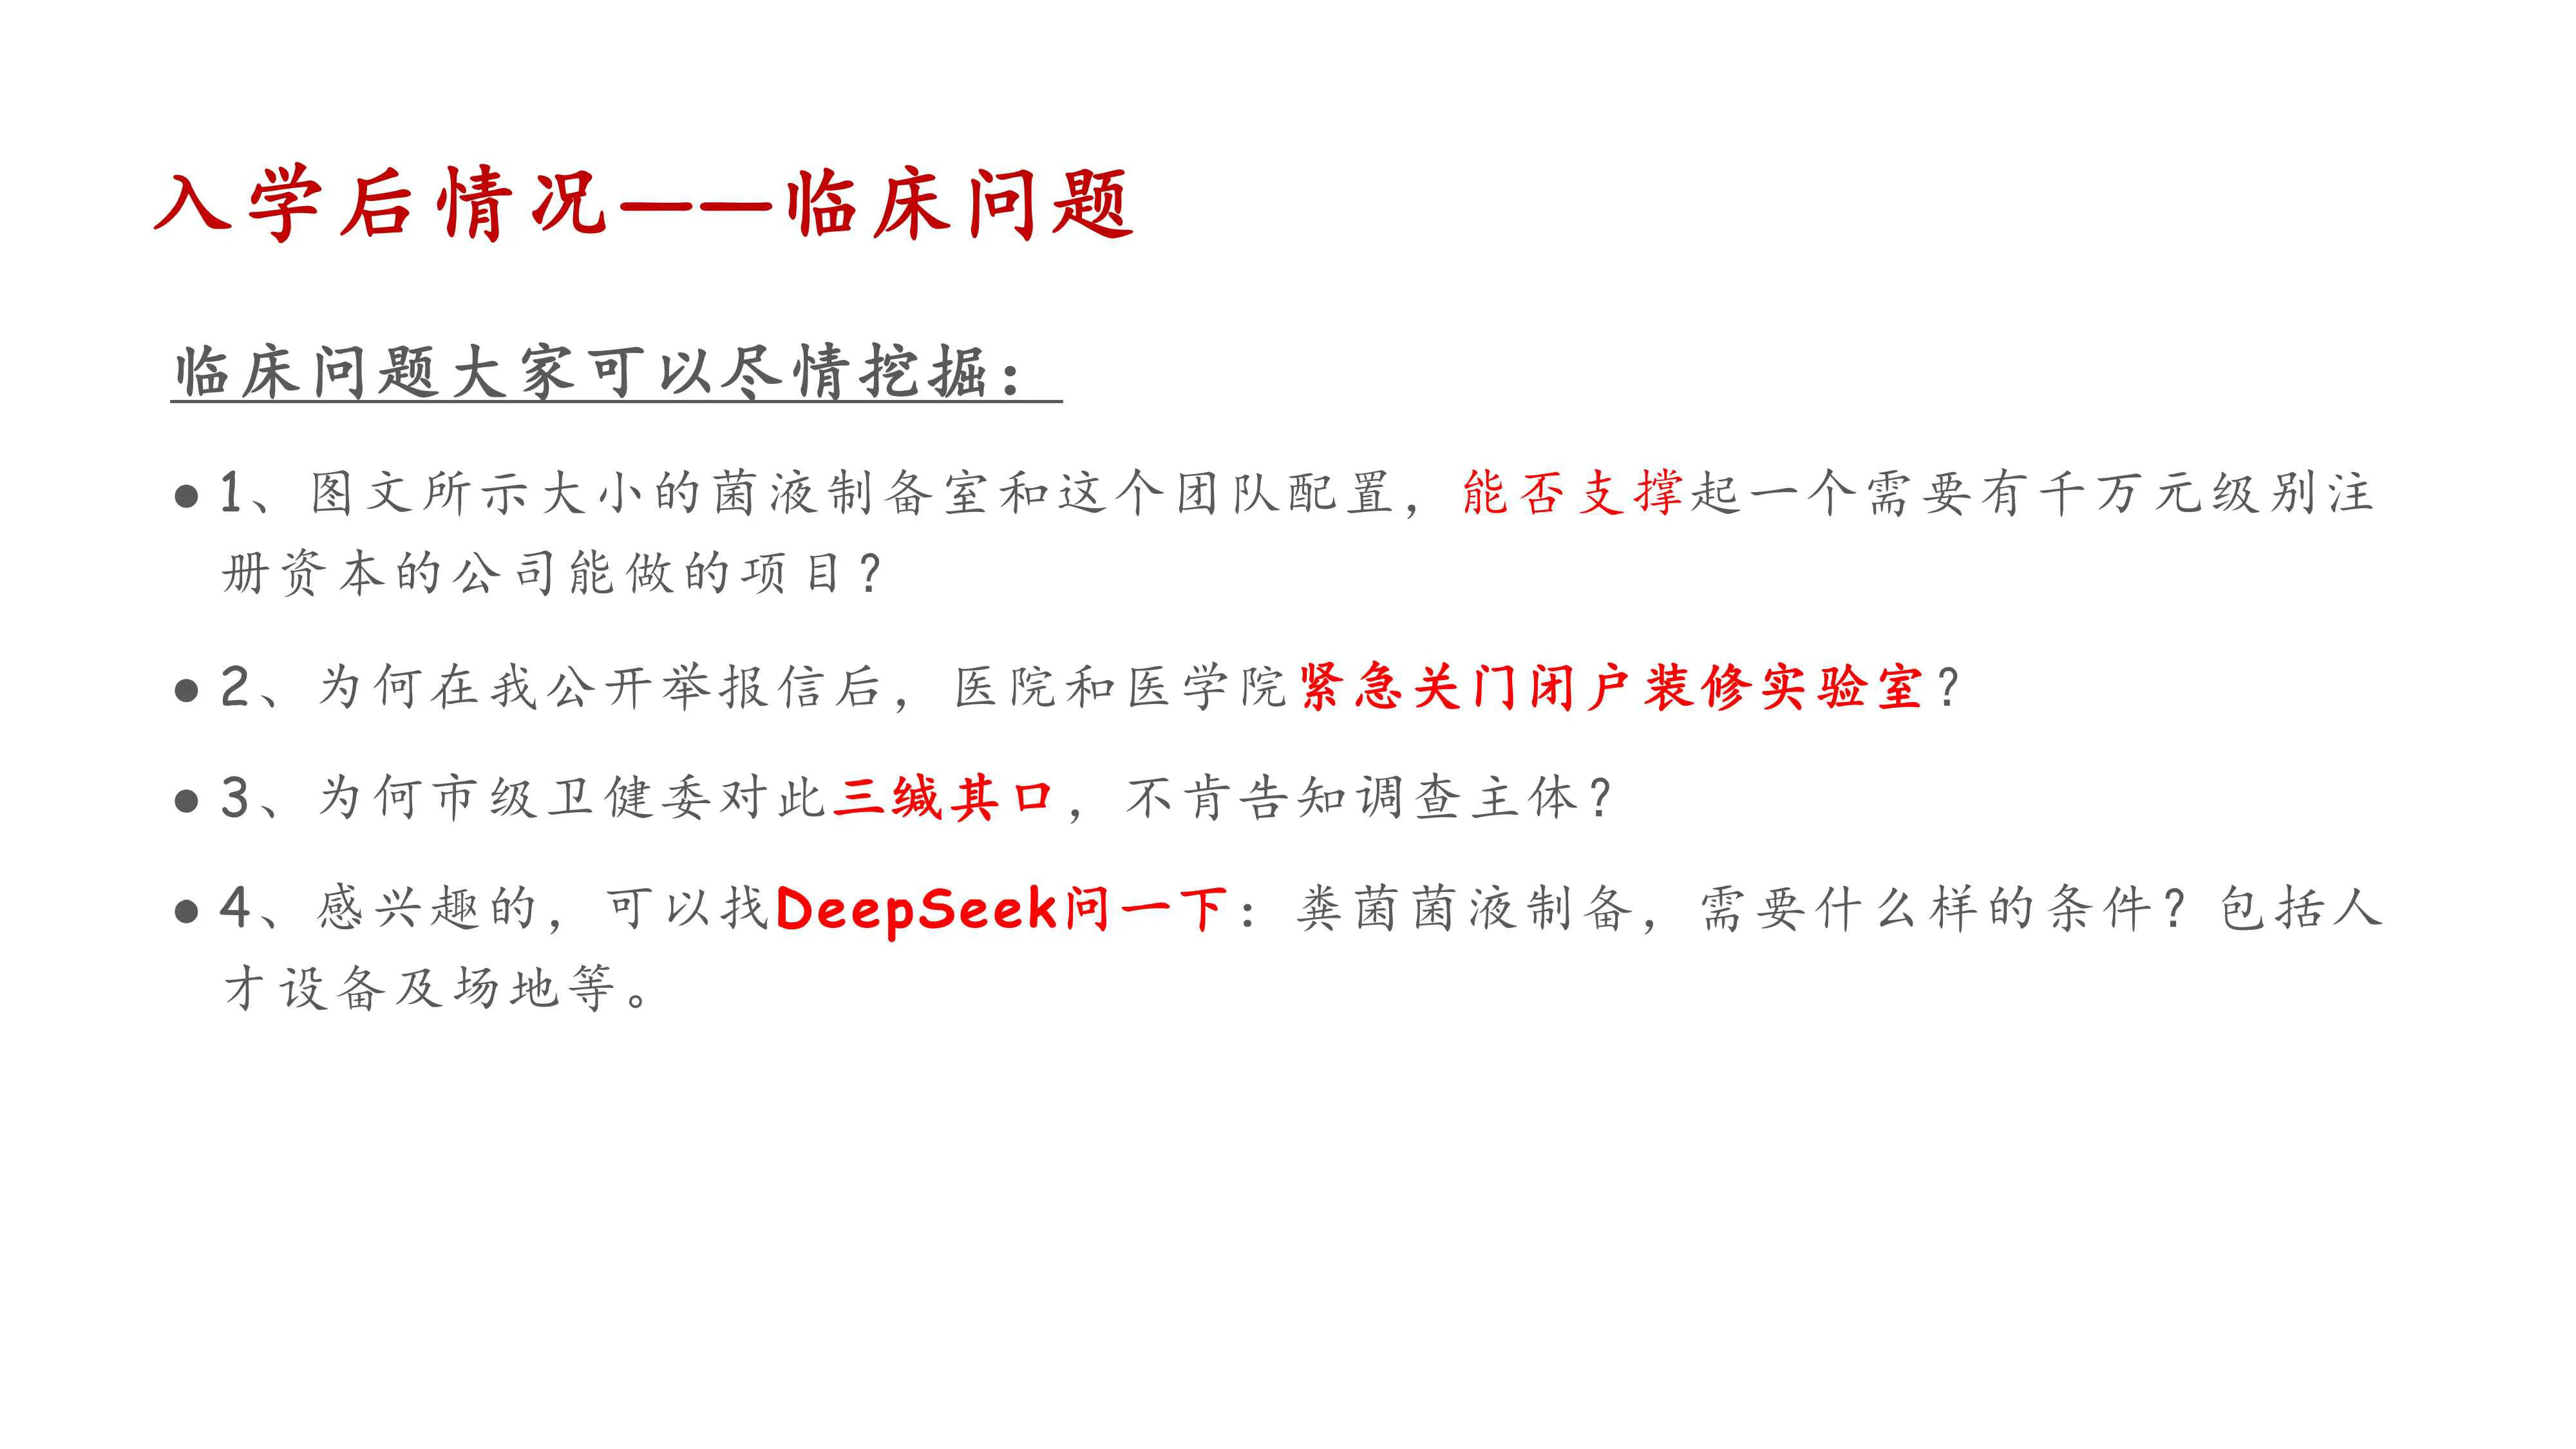 入学后情况——临床问题
临床问题大家可以尽情挖掘：
● 1、图文所示大小的菌液制备室和这个团队配置，能否支撑起一个需要有千万元级别注
册资本的公司能做的项目？
● 2、为何在我公开举报信后，医院和医学院紧急关门闭户装修实验室？
● 3、为何市级卫健委对此三缄其口，不肯告知调查主体？
● 4、感兴趣的，可以找DeepSeek问一下：粪菌菌液制备，需要什么样的条件？包括人
才设备及场地等。